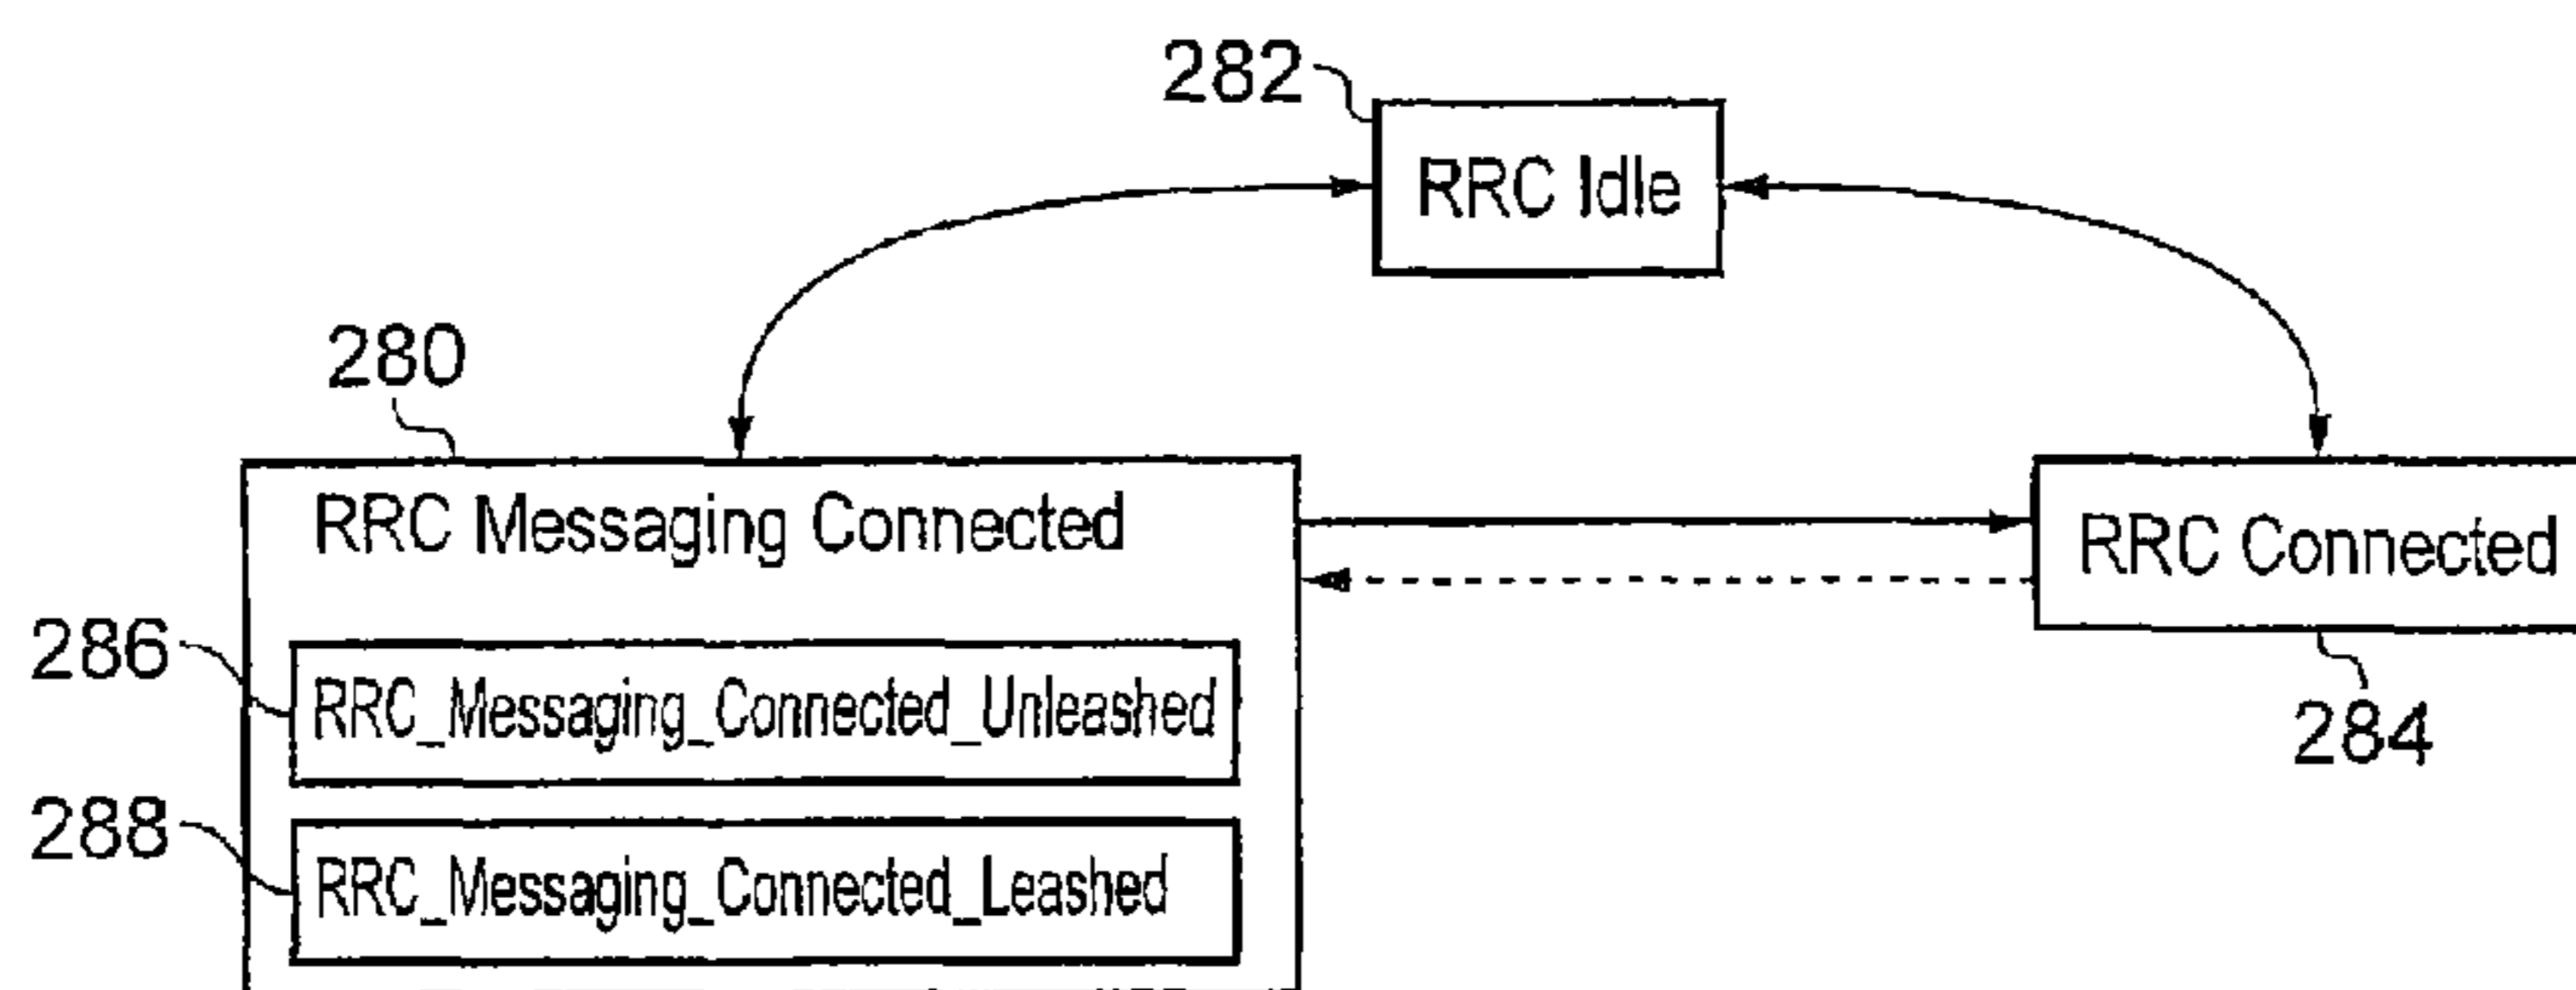 282
RRC Idle
280
RRC Messaging Connected
RRC Connected
286
RRC_Messaging_Connected_Unleashed
284
288
RRC_Messaging_Connected_Leashed